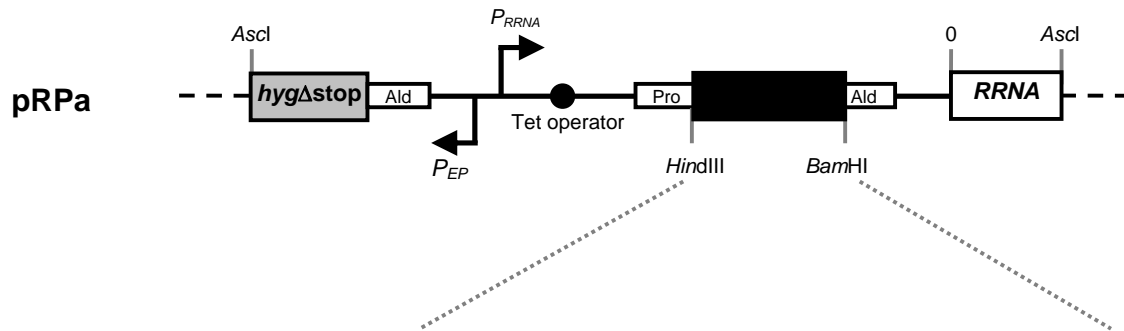 P_RRNA
AscI 0 AscI
pRPa hygΔstop Ald Pro Ald RRNA
Tet operator
P_EP HindIII BamHI